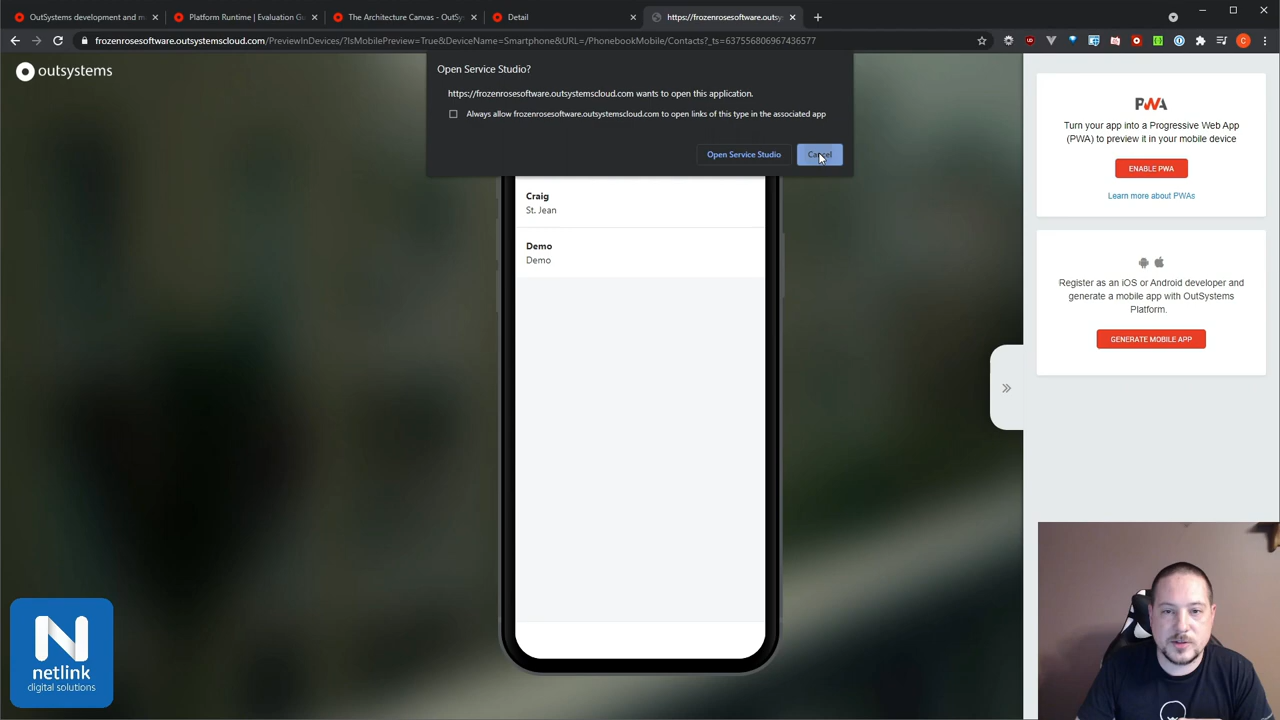 OutSystems development and m
Platform Runtime | Evaluation Gu
The Architecture Canvas - OutSy
Detail
https://frozenrosesoftware.outsy
frozenrosesoftware.outsystemscloud.com/PreviewInDevices/?IsMobilePreview=True&DeviceName=Smartphone&URL=/PhonebookMobile/Contacts?_ts=637556806967436577
outsystems
Open Service Studio?
https://frozenrosesoftware.outsystemscloud.com wants to open this application.
Always allow frozenrosesoftware.outsystemscloud.com to open links of this type in the associated app
Open Service Studio
Cancel
Craig
St. Jean
Demo
Demo
PWA
Turn your app into a Progressive Web App
(PWA) to preview it in your mobile device
ENABLE PWA
Learn more about PWAs
Register as an iOS or Android developer and
generate a mobile app with OutSystems
Platform.
GENERATE MOBILE APP
N
netlink
digital solutions